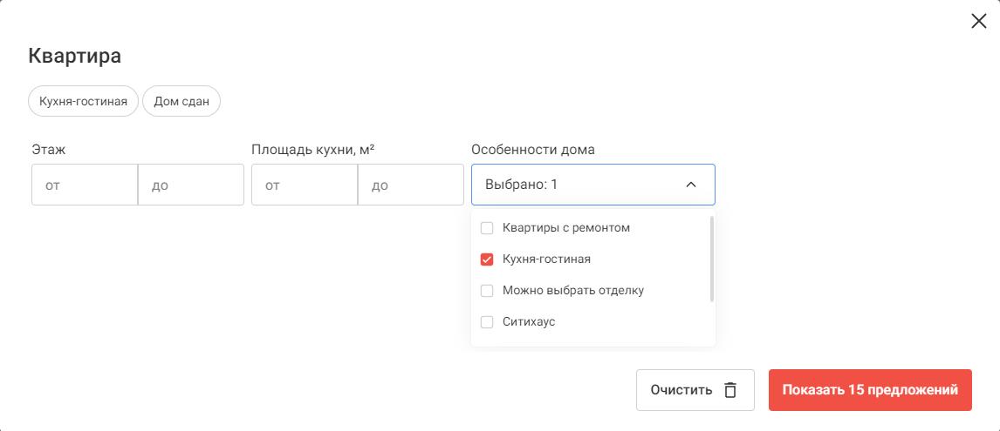 Квартира
Кухня-гостиная
Дом сдан
Этаж
Площадь кухни, м²
Особенности дома
от
до
от
до
Выбрано: 1
Квартиры с ремонтом
Кухня-гостиная
Можно выбрать отделку
Ситихаус
Очистить
Показать 15 предложений